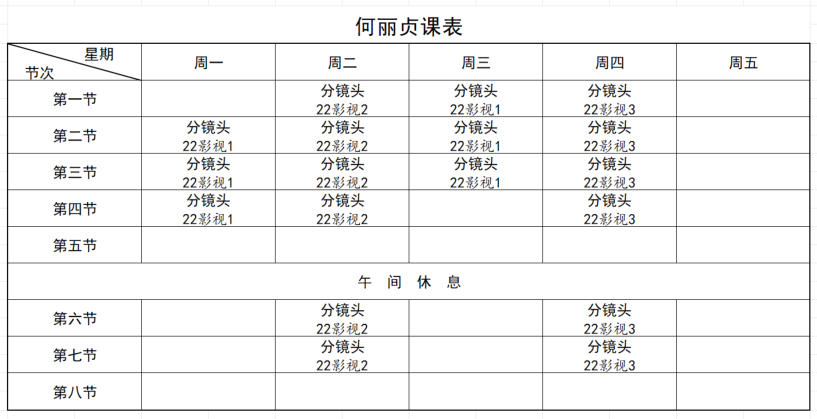 何丽贞课表
星期
节次
周一 周二 周三 周四 周五
第一节 分镜头 22影视2 分镜头 22影视1 分镜头 22影视3
第二节 分镜头 22影视1 分镜头 22影视2 分镜头 22影视1 分镜头 22影视3
第三节 分镜头 22影视1 分镜头 22影视2 分镜头 22影视1 分镜头 22影视3
第四节 分镜头 22影视1 分镜头 22影视2 分镜头 22影视3
第五节
午 间 休 息
第六节 分镜头 22影视2 分镜头 22影视3
第七节 分镜头 22影视2 分镜头 22影视3
第八节